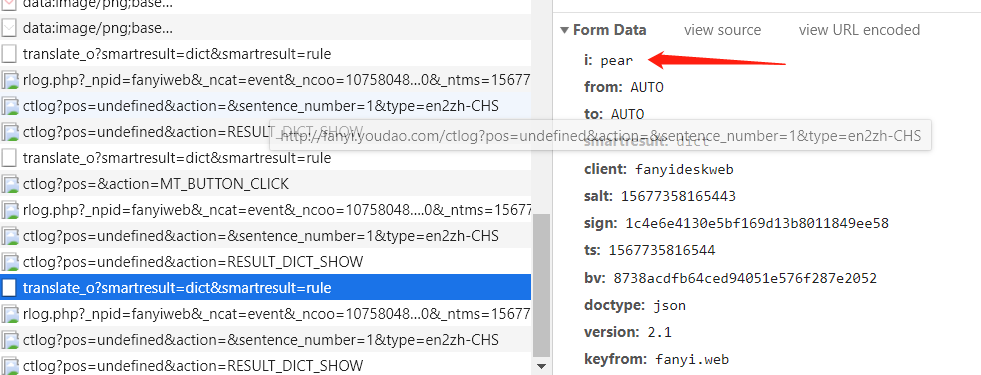 data:image/png;base...
data:image/png;base...
translate_o?smartresult=dict&smartresult=rule
rlog.php?_npid=fanyiweb&_ncat=event&_ncoo=10758048....0&_ntms=15677
ctlog?pos=undefined&action=&sentence_number=1&type=en2zh-CHS
ctlog?pos=undefined&action=RESULT_DICT_SHOW
http://fanyi.youdao.com/ctlog?pos=undefined&action=&sentence_number=1&type=en2zh-CHS
translate_o?smartresult=dict&smartresult=rule
ctlog?pos=&action=MT_BUTTON_CLICK
rlog.php?_npid=fanyiweb&_ncat=event&_ncoo=10758048....0&_ntms=15677
ctlog?pos=undefined&action=&sentence_number=1&type=en2zh-CHS
ctlog?pos=undefined&action=RESULT_DICT_SHOW
translate_o?smartresult=dict&smartresult=rule
rlog.php?_npid=fanyiweb&_ncat=event&_ncoo=10758048....0&_ntms=15677
ctlog?pos=undefined&action=&sentence_number=1&type=en2zh-CHS
ctlog?pos=undefined&action=RESULT_DICT_SHOW
Form Data view source view URL encoded
i: pear
from: AUTO
to: AUTO
smartresult: dict
client: fanyideskweb
salt: 15677358165443
sign: 1c4e6e4130e5bf169d13b8011849ee58
ts: 1567735816544
bv: 8738acdfb64ced94051e576f287e2052
doctype: json
version: 2.1
keyfrom: fanyi.web